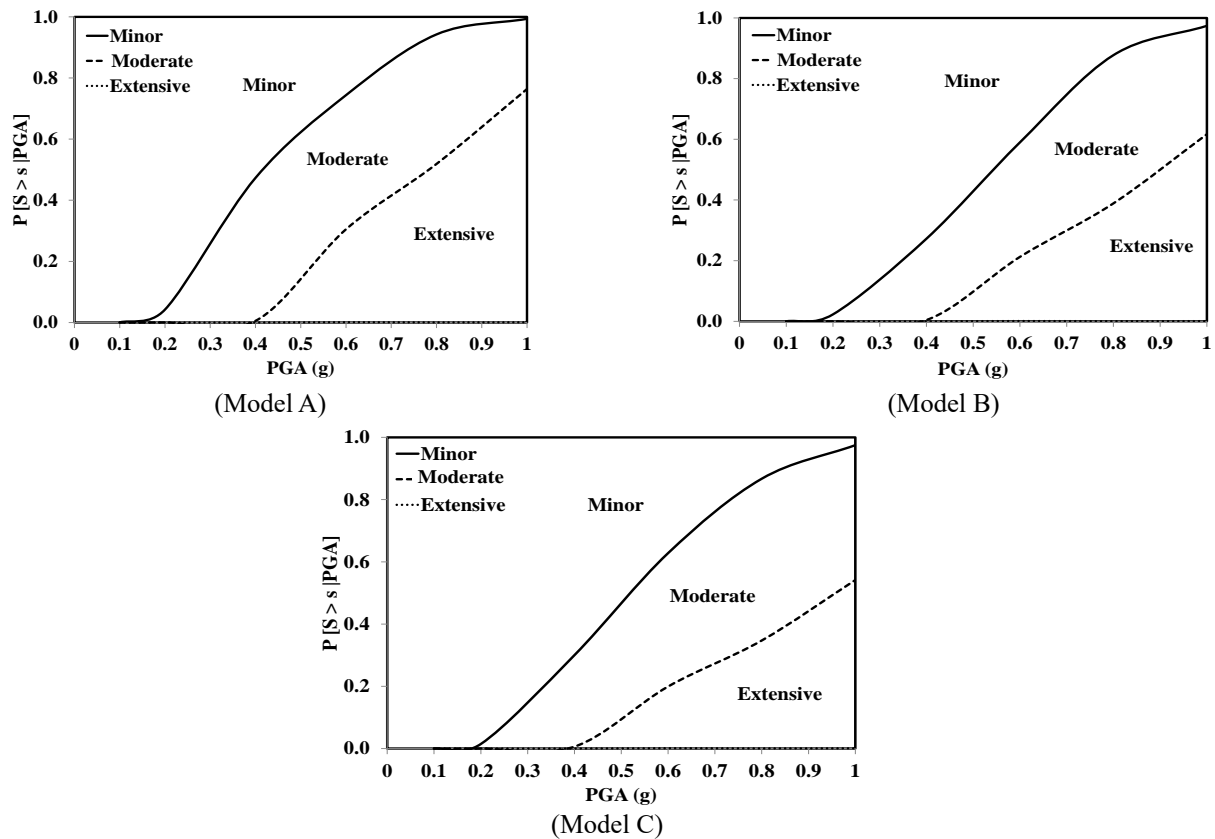 1.0
0.8
0.6
0.4
0.2
0.0
P [S > s |PGA]
Minor
Moderate
Extensive
Minor
Moderate
Extensive
0 0.1 0.2 0.3 0.4 0.5 0.6 0.7 0.8 0.9 1
PGA (g)
(Model A)
1.0
0.8
0.6
0.4
0.2
0.0
P [S > s |PGA]
Minor
Moderate
Extensive
Minor
Moderate
Extensive
0 0.1 0.2 0.3 0.4 0.5 0.6 0.7 0.8 0.9 1
PGA (g)
(Model B)
1.0
0.8
0.6
0.4
0.2
0.0
P [S > s |PGA]
Minor
Moderate
Extensive
Minor
Moderate
Extensive
0 0.1 0.2 0.3 0.4 0.5 0.6 0.7 0.8 0.9 1
PGA (g)
(Model C)